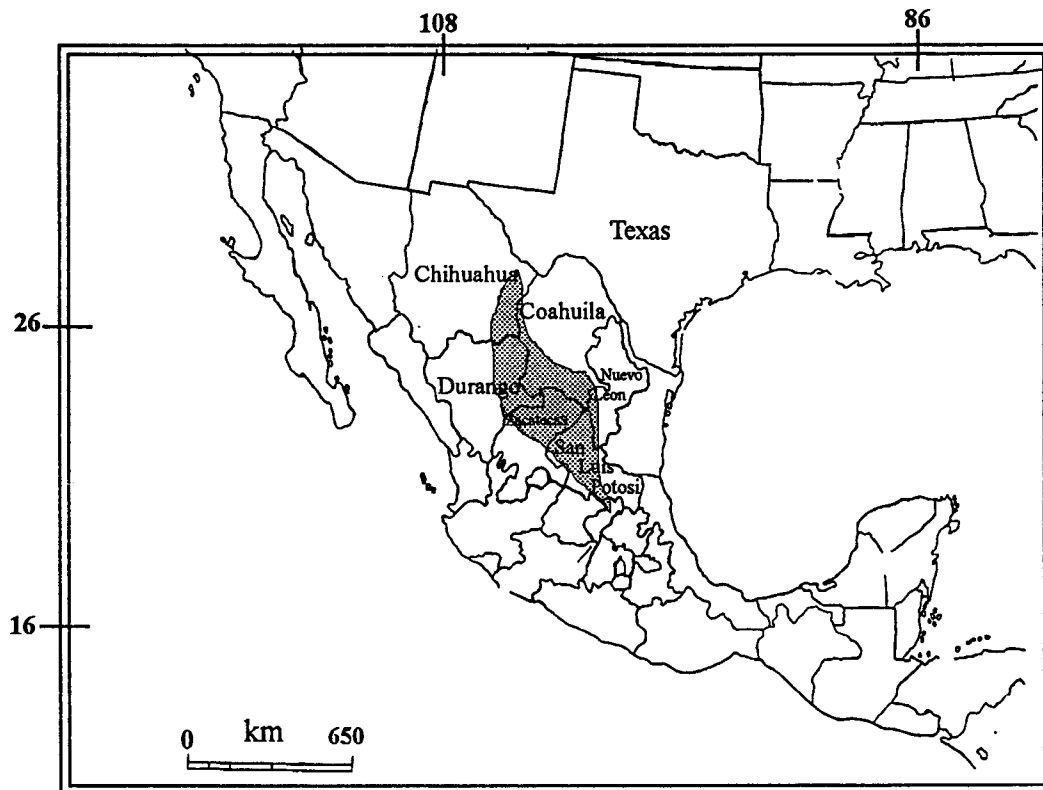 108
86
Texas
Chihuahua
Coahuila
26
Nuevo
Leon
Durango
Zacatecas
San
Luis
Potosi
16
km
0
650